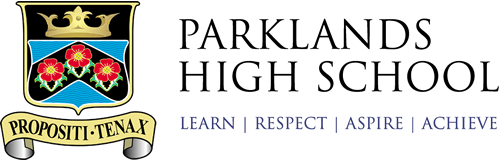 PARKLANDS
HIGH SCHOOL
LEARN | RESPECT | ASPIRE | ACHIEVE
PROPOSITI · TENAX